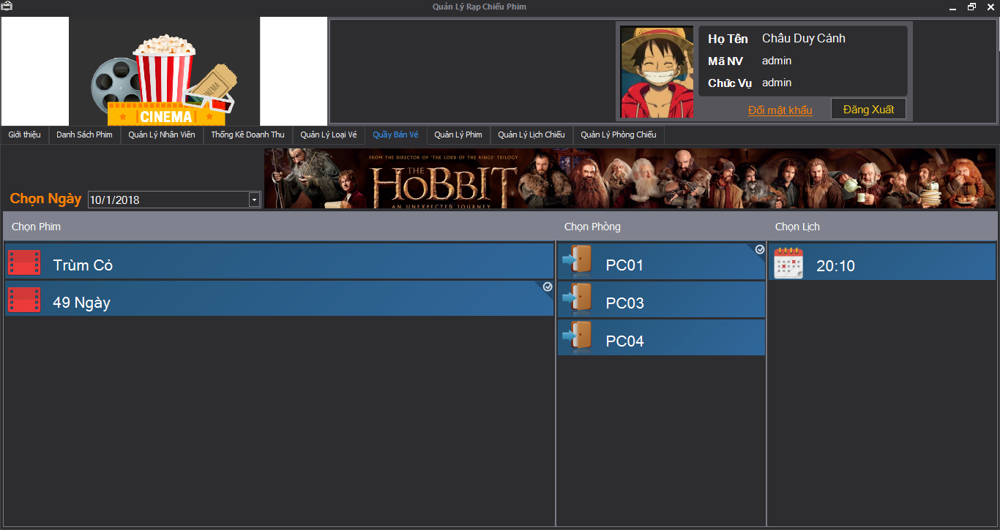 Quản Lý Rạp Chiếu Phim
CINEMA
CINEMA
Họ Tên Châu Duy Cảnh
Mã NV admin
Chức Vụ admin
Đổi mật khẩu Đăng Xuất
Giới thiệu Danh Sách Phim Quản Lý Nhân Viên Thống Kê Doanh Thu Quản Lý Loại Vé Quầy Bán Vé Quản Lý Phim Quản Lý Lịch Chiếu Quản Lý Phòng Chiếu
FROM THE DIRECTOR OF 'THE LORD OF THE RINGS' TRILOGY
THE
HOBBIT
AN UNEXPECTED JOURNEY
Chọn Ngày 10/1/2018
Chọn Phim Chọn Phòng Chọn Lịch
Trùm Cỏ PC01 20:10
49 Ngày PC03
PC04